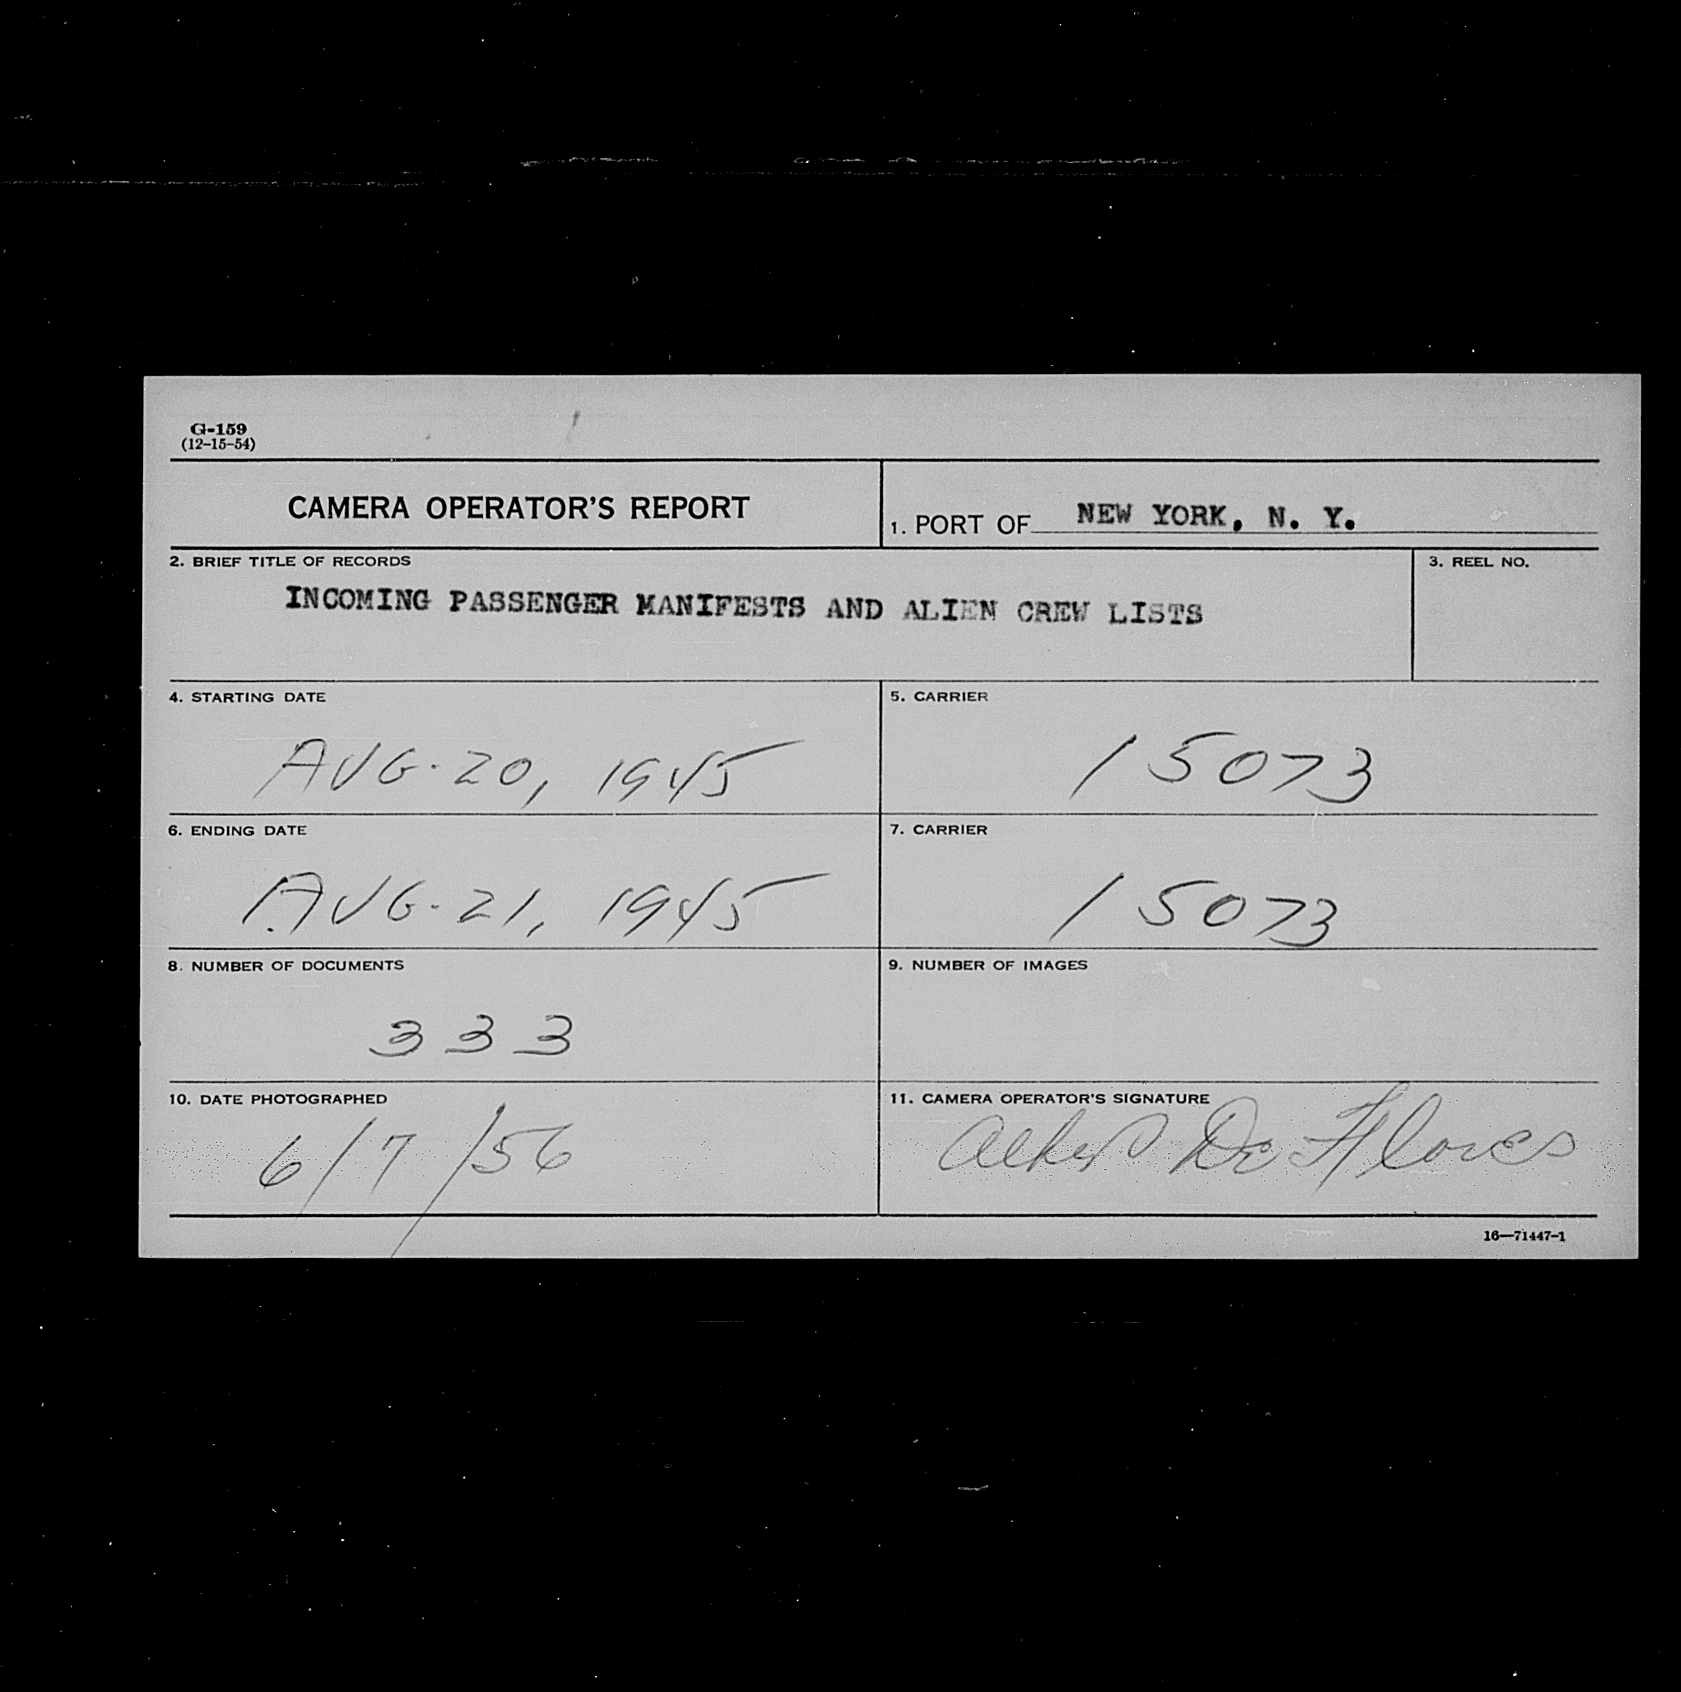 G-159
(12-15-54)
CAMERA OPERATOR'S REPORT
1. PORT OF NEW YORK, N. Y.
2. BRIEF TITLE OF RECORDS
3. REEL NO.
INCOMING PASSENGER MANIFESTS AND ALIEN CREW LISTS
4. STARTING DATE
5. CARRIER
AUG. 20, 1945
15073
6. ENDING DATE
7. CARRIER
AUG. 21, 1945
15073
8. NUMBER OF DOCUMENTS
9. NUMBER OF IMAGES
333
10. DATE PHOTOGRAPHED
11. CAMERA OPERATOR'S SIGNATURE
6/7/56
De Flores
16—71447-1